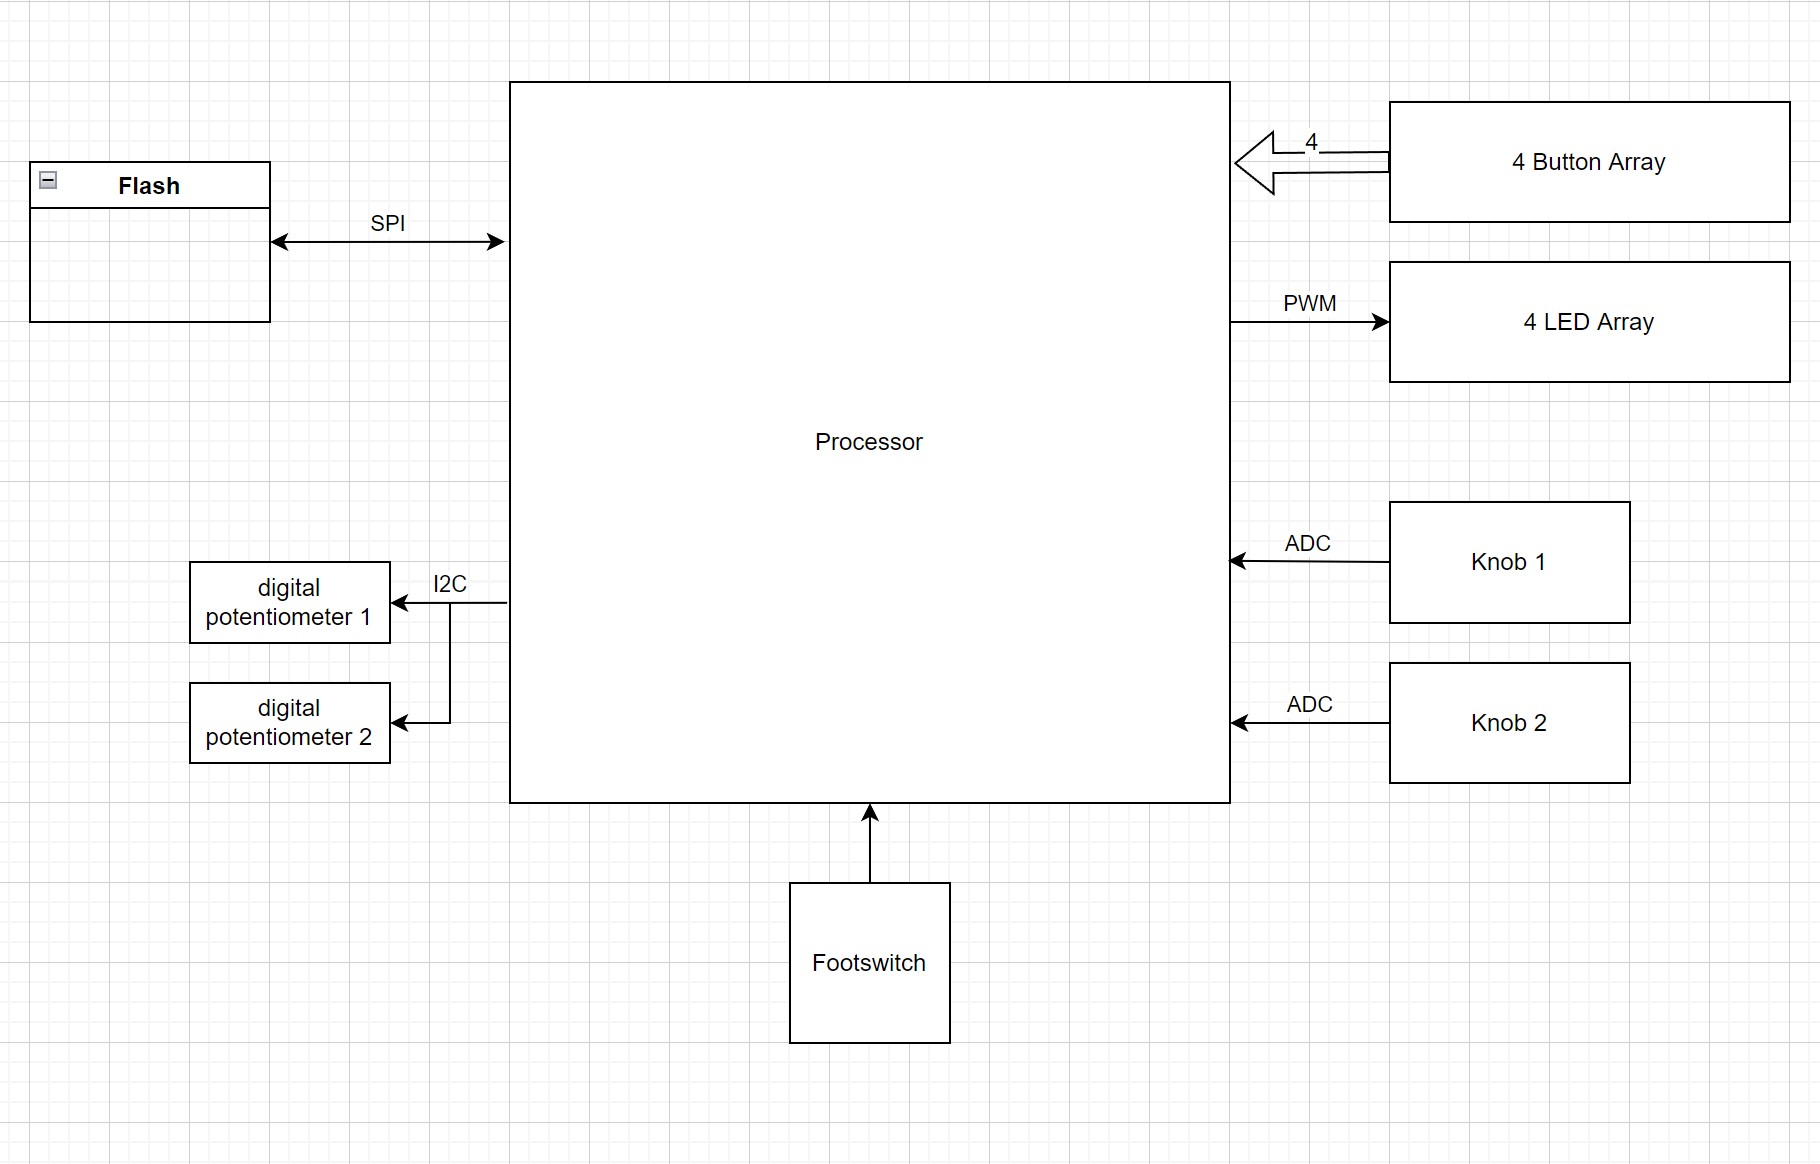 4
4 Button Array
Flash
SPI
PWM
4 LED Array
Processor
ADC
Knob 1
I2C
digital
potentiometer 1
digital
potentiometer 2
ADC
Knob 2
Footswitch